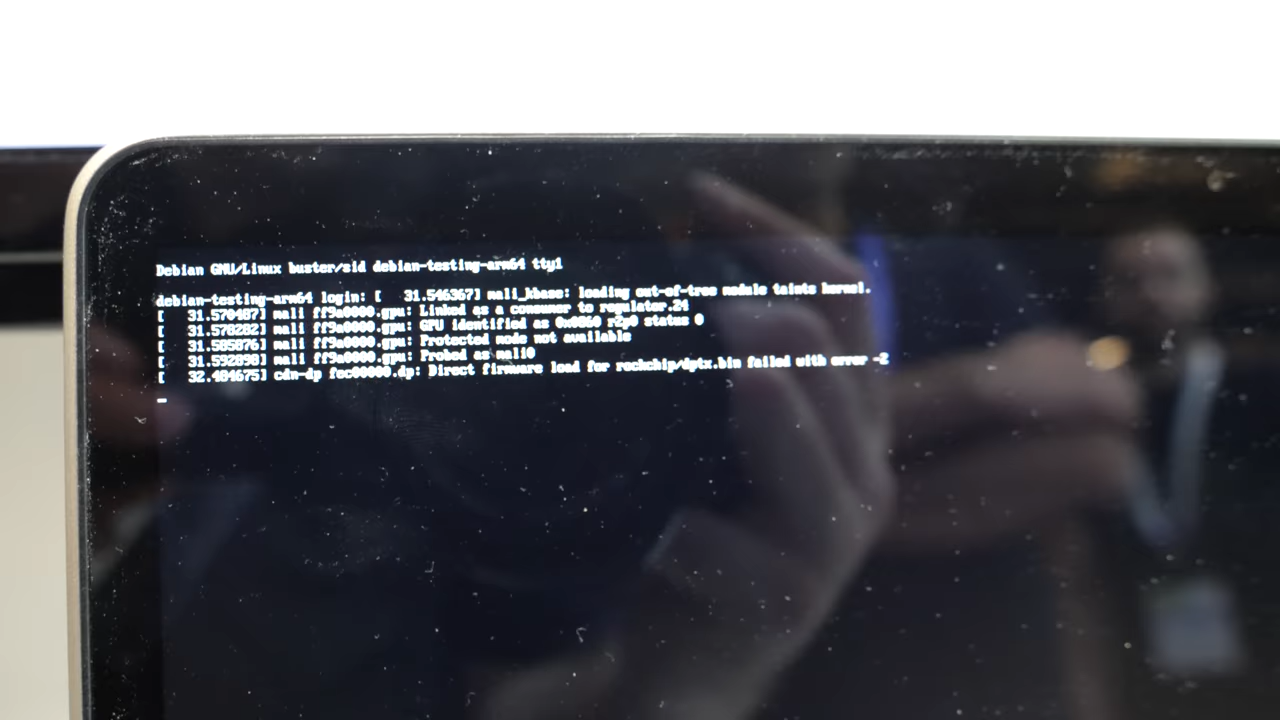 Debian GNU/Linux buster/sid debian-testing-arm64 tty1
debian-testing-arm64 login: [   31.546367] mali_kbase: loading out-of-tree module taints kernel.
[   31.570487] mali ff9a0000.gpu: Linked as a consumer to regulator.24
[   31.578282] mali ff9a0000.gpu: GPU identified as 0x0860 r2p0 status 0
[   31.585876] mali ff9a0000.gpu: Protected mode not available
[   31.592898] mali ff9a0000.gpu: Probed as mali0
[   32.484675] cdn-dp fec00000.dp: Direct firmware load for rockchip/dptx.bin failed with error -2